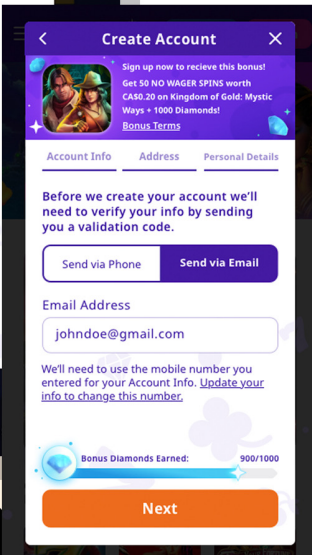 Create Account
Sign up now to recieve this bonus!
Get 50 NO WAGER SPINS worth
CA$0.20 on Kingdom of Gold: Mystic
Ways + 1000 Diamonds!
Bonus Terms
Account Info Address Personal Details
Before we create your account we'll
need to verify your info by sending
you a validation code.
Send via Phone Send via Email
Email Address
johndoe@gmail.com
We'll need to use the mobile number you
entered for your Account Info. Update your
info to change this number.
Bonus Diamonds Earned: 900/1000
Next